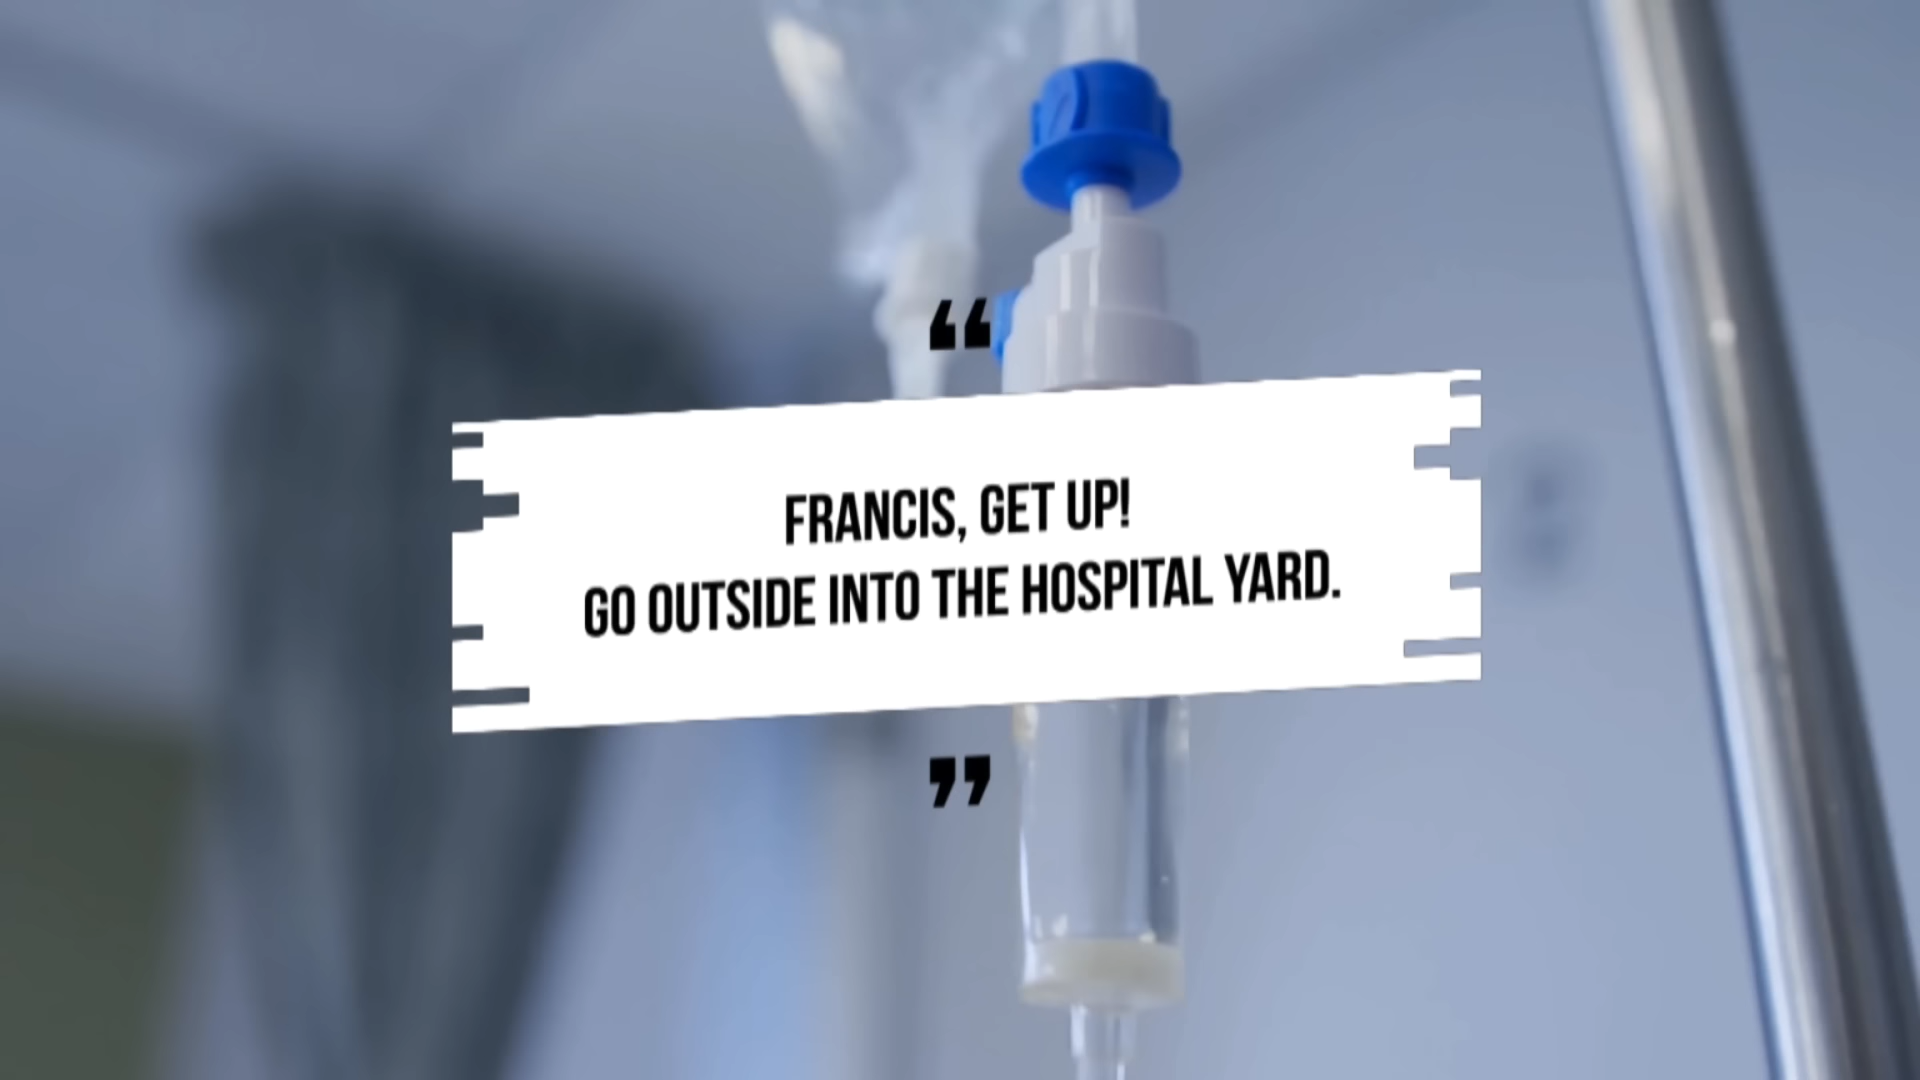 “
FRANCIS, GET UP!
GO OUTSIDE INTO THE HOSPITAL YARD.
”